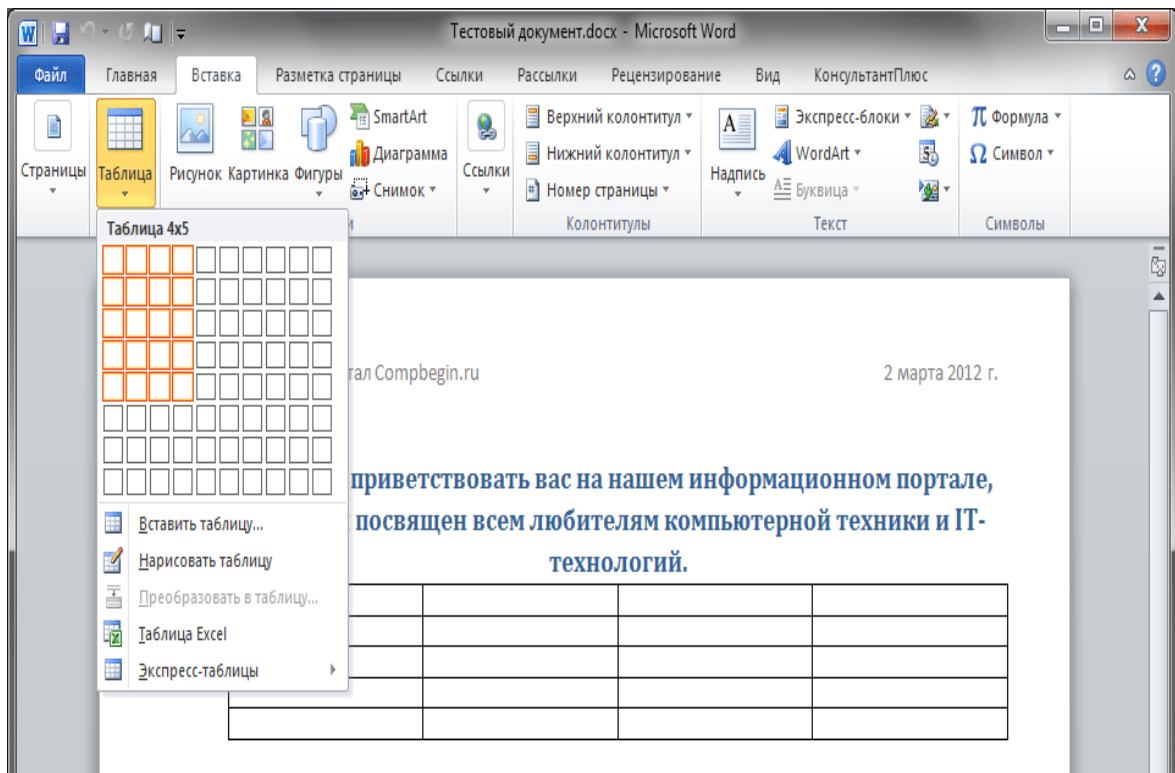 Тестовый документ.docx - Microsoft Word
Файл Главная Вставка Разметка страницы Ссылки Рассылки Рецензирование Вид КонсультантПлюс
Страницы
Таблица
Рисунок Картинка Фигуры
SmartArt
Диаграмма
Снимок
Ссылки
Верхний колонтитул
Нижний колонтитул
Номер страницы
Колонтитулы
Надпись
Экспресс-блоки
WordArt
Буквица
Текст
Формула
Символ
Символы
Таблица 4x5
Вставить таблицу...
Нарисовать таблицу
Преобразовать в таблицу...
Таблица Excel
Экспресс-таблицы
Compbegin.ru 2 марта 2012 г.
приветствовать вас на нашем информационном портале,
посвящен всем любителям компьютерной техники и IT-
технологий.